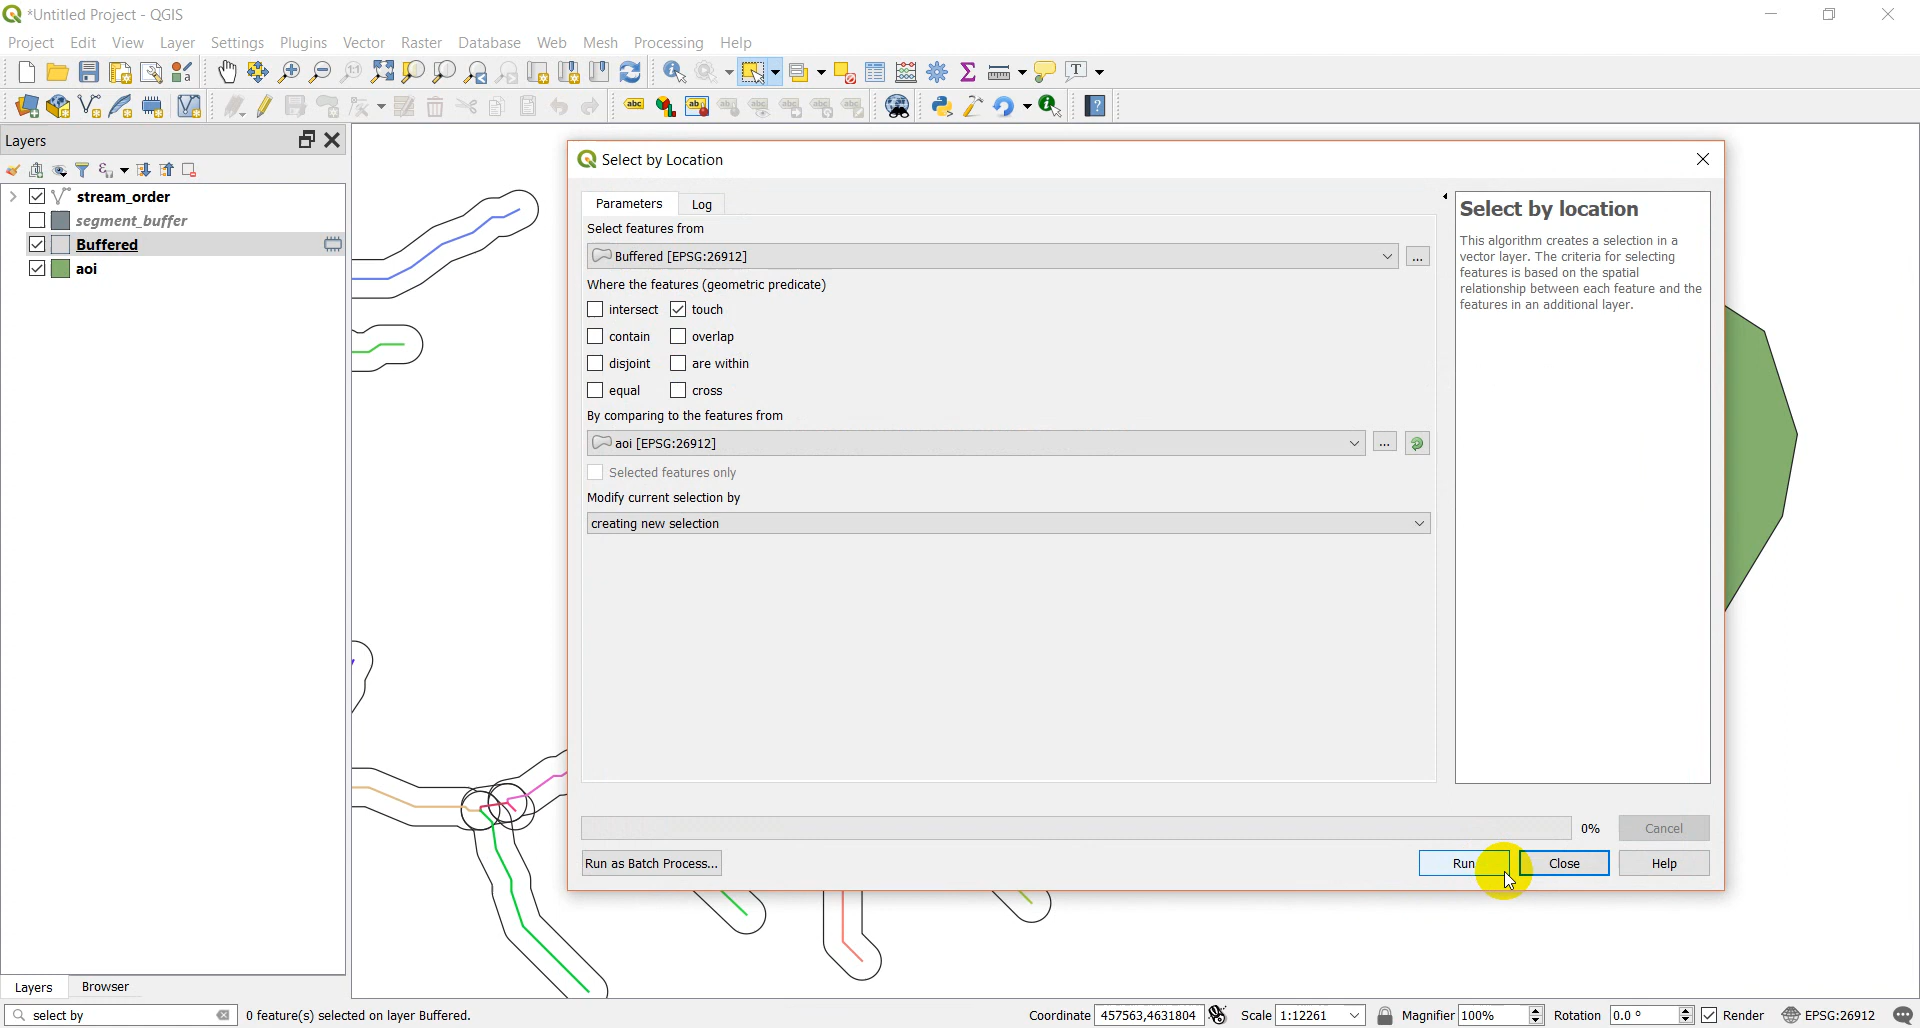 *Untitled Project - QGIS
Project Edit View Layer Settings Plugins Vector Raster Database Web Mesh Processing Help
Layers
stream_order
segment_buffer
Buffered
aoi
Select by Location
Parameters Log
Select features from
Buffered [EPSG:26912]
...
Where the features (geometric predicate)
intersect touch
contain overlap
disjoint are within
equal cross
By comparing to the features from
aoi [EPSG:26912]
...
Selected features only
Modify current selection by
creating new selection
Select by location
This algorithm creates a selection in a
vector layer. The criteria for selecting
features is based on the spatial
relationship between each feature and the
features in an additional layer.
0% Cancel
Run as Batch Process... Run Close Help
Layers Browser
select by 0 feature(s) selected on layer Buffered. Coordinate 457563,4631804 Scale 1:12261 Magnifier 100% Rotation 0.0 ° Render EPSG:26912